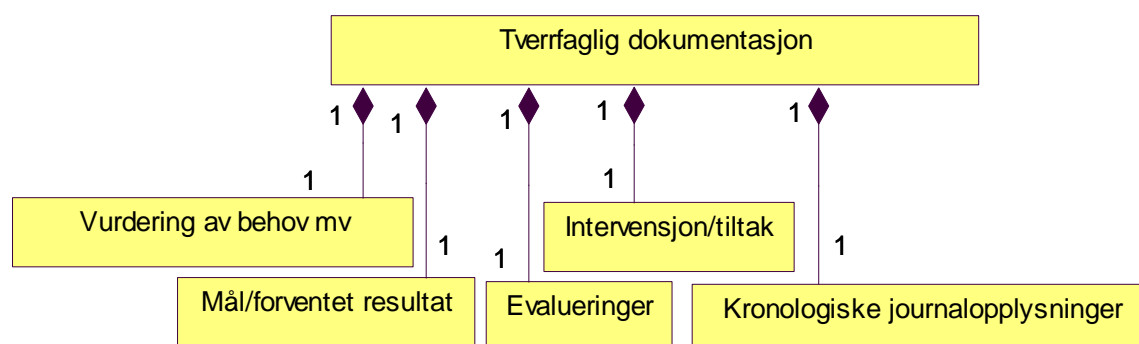 Tverrfaglig dokumentasjon
1 1 1 1 1
1 1
Vurdering av behov mv
Intervensjon/tiltak
1 1 1
Mål/forventet resultat
Evalueringer
Kronologiske journalopplysninger